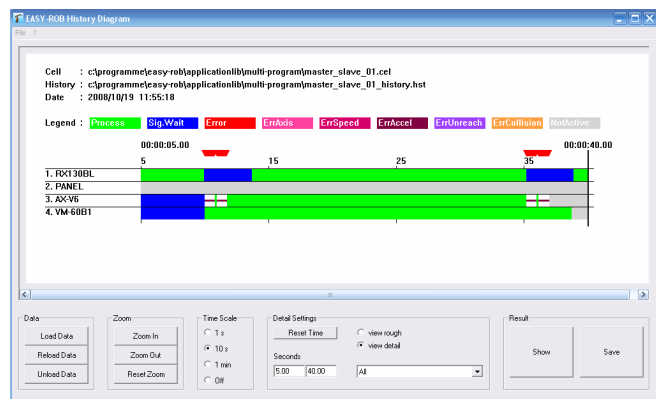 EASY-ROB History Diagram
File ?
Cell : c:\programme\easy-rob\applicationlib\multi-program\master_slave_01.cel
History : c:\programme\easy-rob\applicationlib\multi-program\master_slave_01_history.hst
Date : 2008/10/19 11:55:18
Legend : Process Sig.Wait Error ErrAxis ErrSpeed ErrAccel ErrUnreach ErrCollision NotActive
00:00:05.00 00:00:40.00
5 15 25 35
1. RX130BL
2. PANEL
3. AX-V6
4. VM-60B1
Data Zoom Time Scale Detail Settings Result
Load Data Zoom In 1 s Reset Time view rough Show Save
Reload Data Zoom Out 10 s view detail
Unload Data Reset Zoom 1 min Seconds
Off 5.00 40.00 All